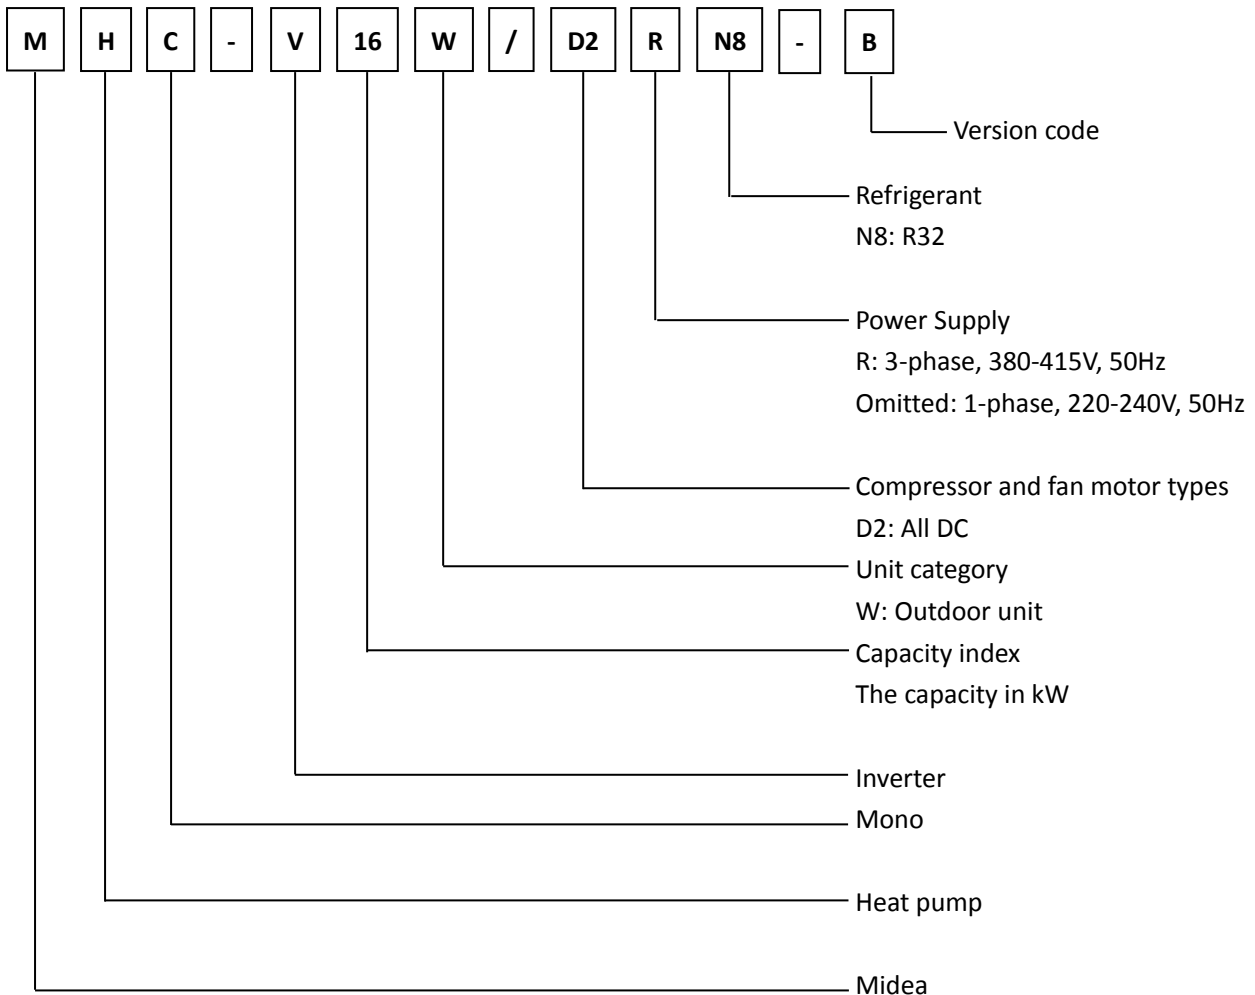 M H C - V 16 W / D2 R N8 - B
Version code
Refrigerant
N8: R32
Power Supply
R: 3-phase, 380-415V, 50Hz
Omitted: 1-phase, 220-240V, 50Hz
Compressor and fan motor types
D2: All DC
Unit category
W: Outdoor unit
Capacity index
The capacity in kW
Inverter
Mono
Heat pump
Midea